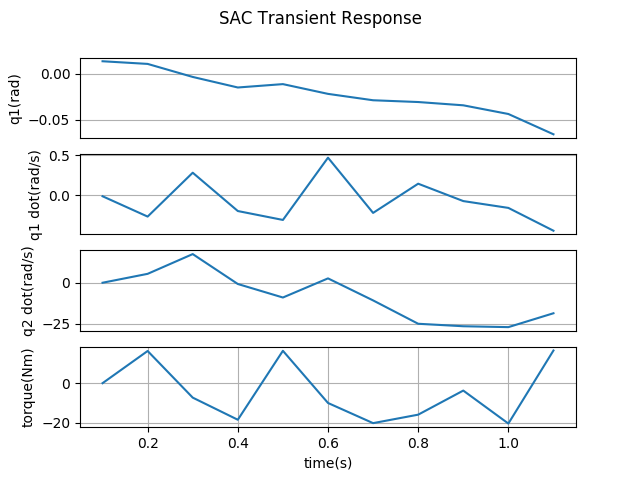 SAC Transient Response
q1(rad)
0.00
−0.05
q1 dot(rad/s)
0.5
0.0
q2 dot(rad/s)
0
−25
torque(Nm)
0
−20
0.2 0.4 0.6 0.8 1.0
time(s)